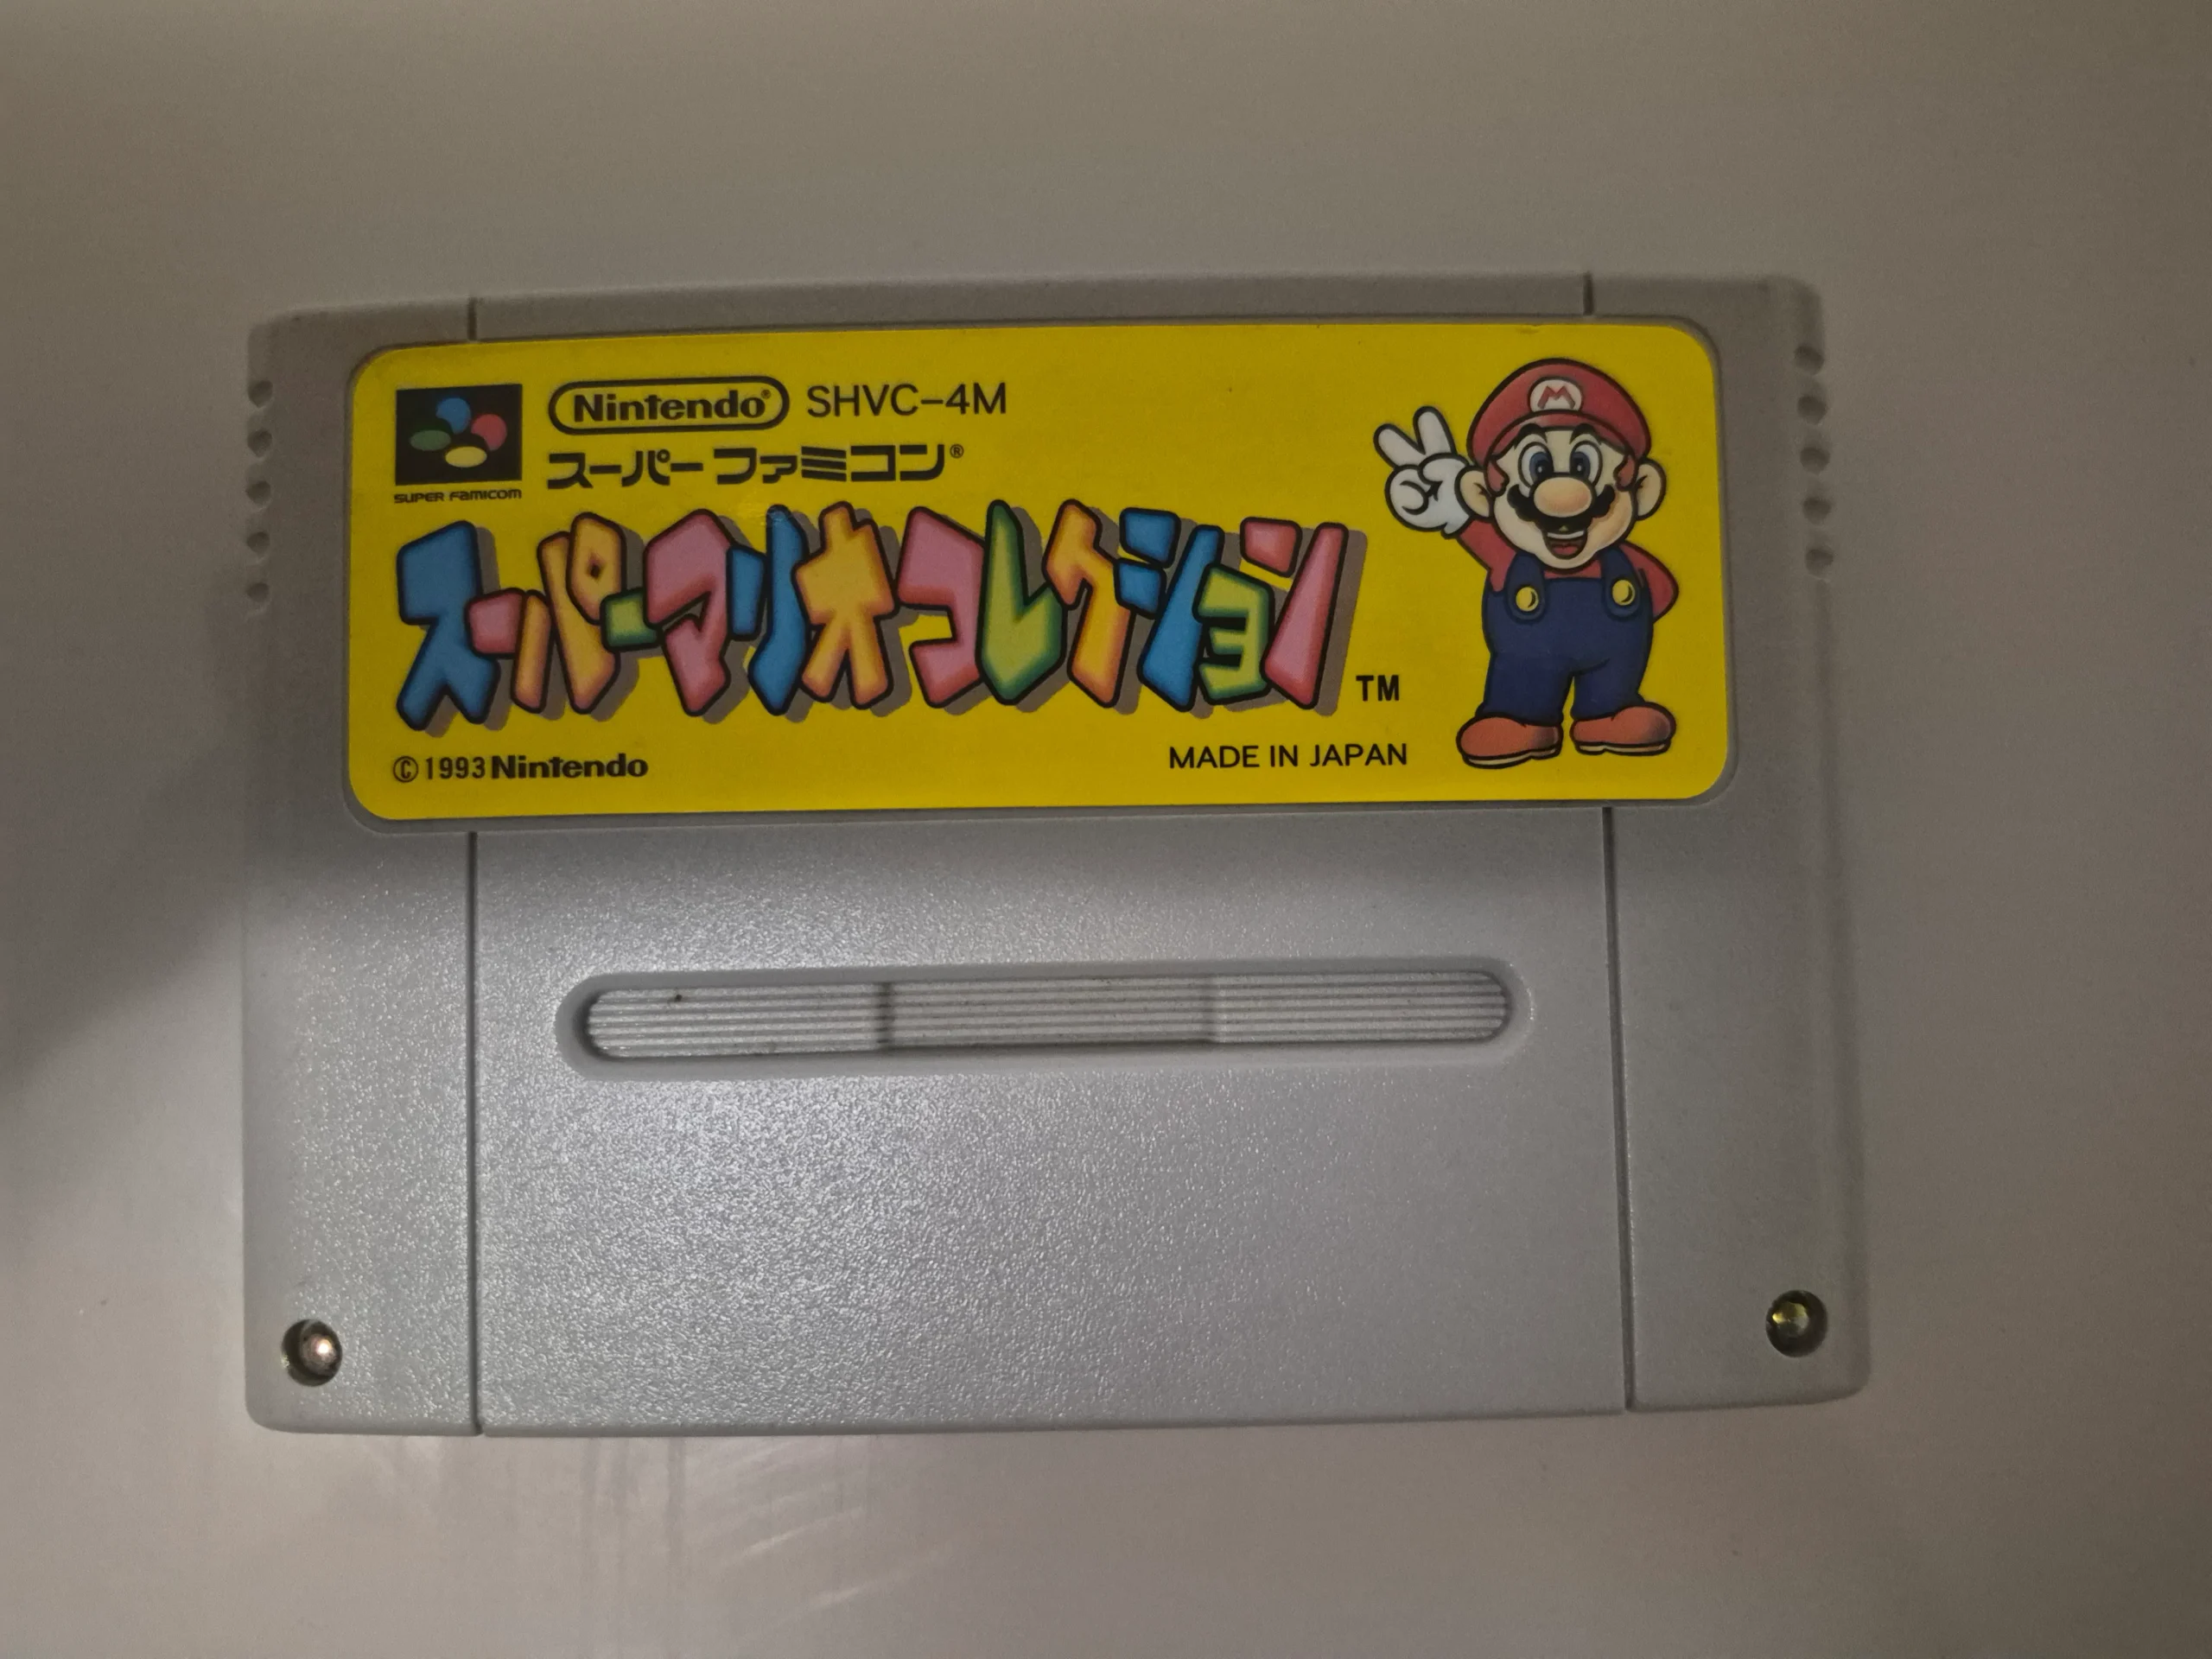 Nintendo® SHVC-4M
スーパーファミコン®
SUPER FAMICOM
スーパーマリオコレクション TM
©1993 Nintendo
MADE IN JAPAN
M